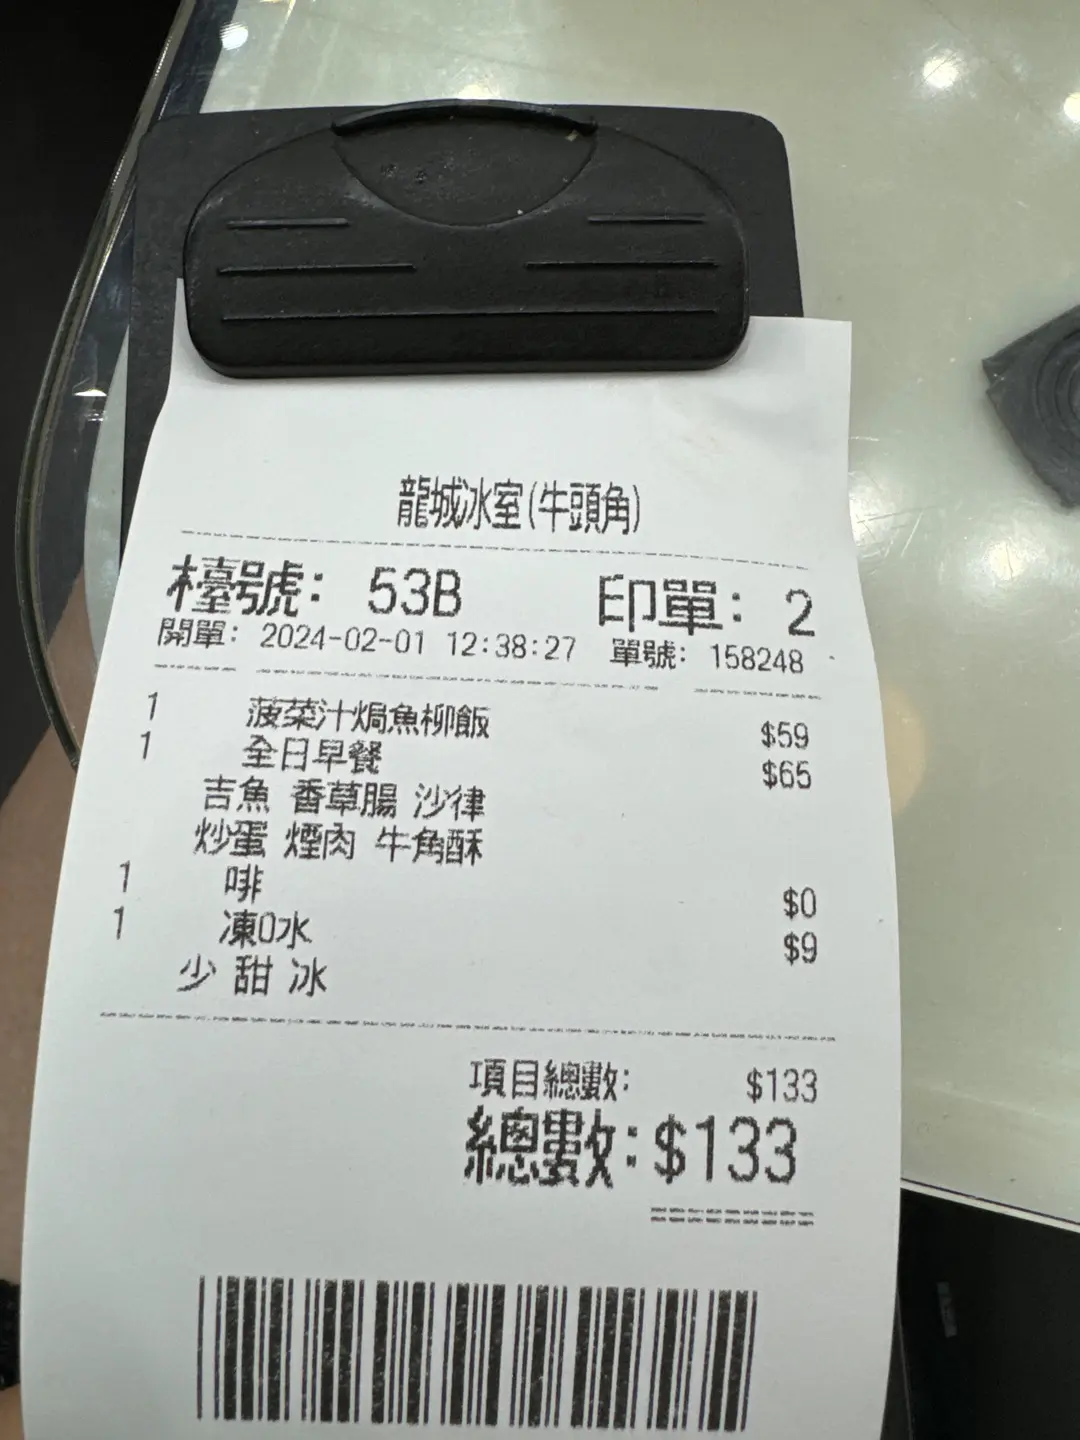 龍城冰室(牛頭角)
檯號: 53B 印單: 2
開單: 2024-02-01 12:38:27 單號: 158248
1 菠菜汁焗魚柳飯 $59
1 全日早餐 $65
吉魚 香草腸 沙律
炒蛋 煙肉 牛角酥
1 啡 $0
1 凍0水 $9
少 甜 冰
項目總數: $133
總數: $133